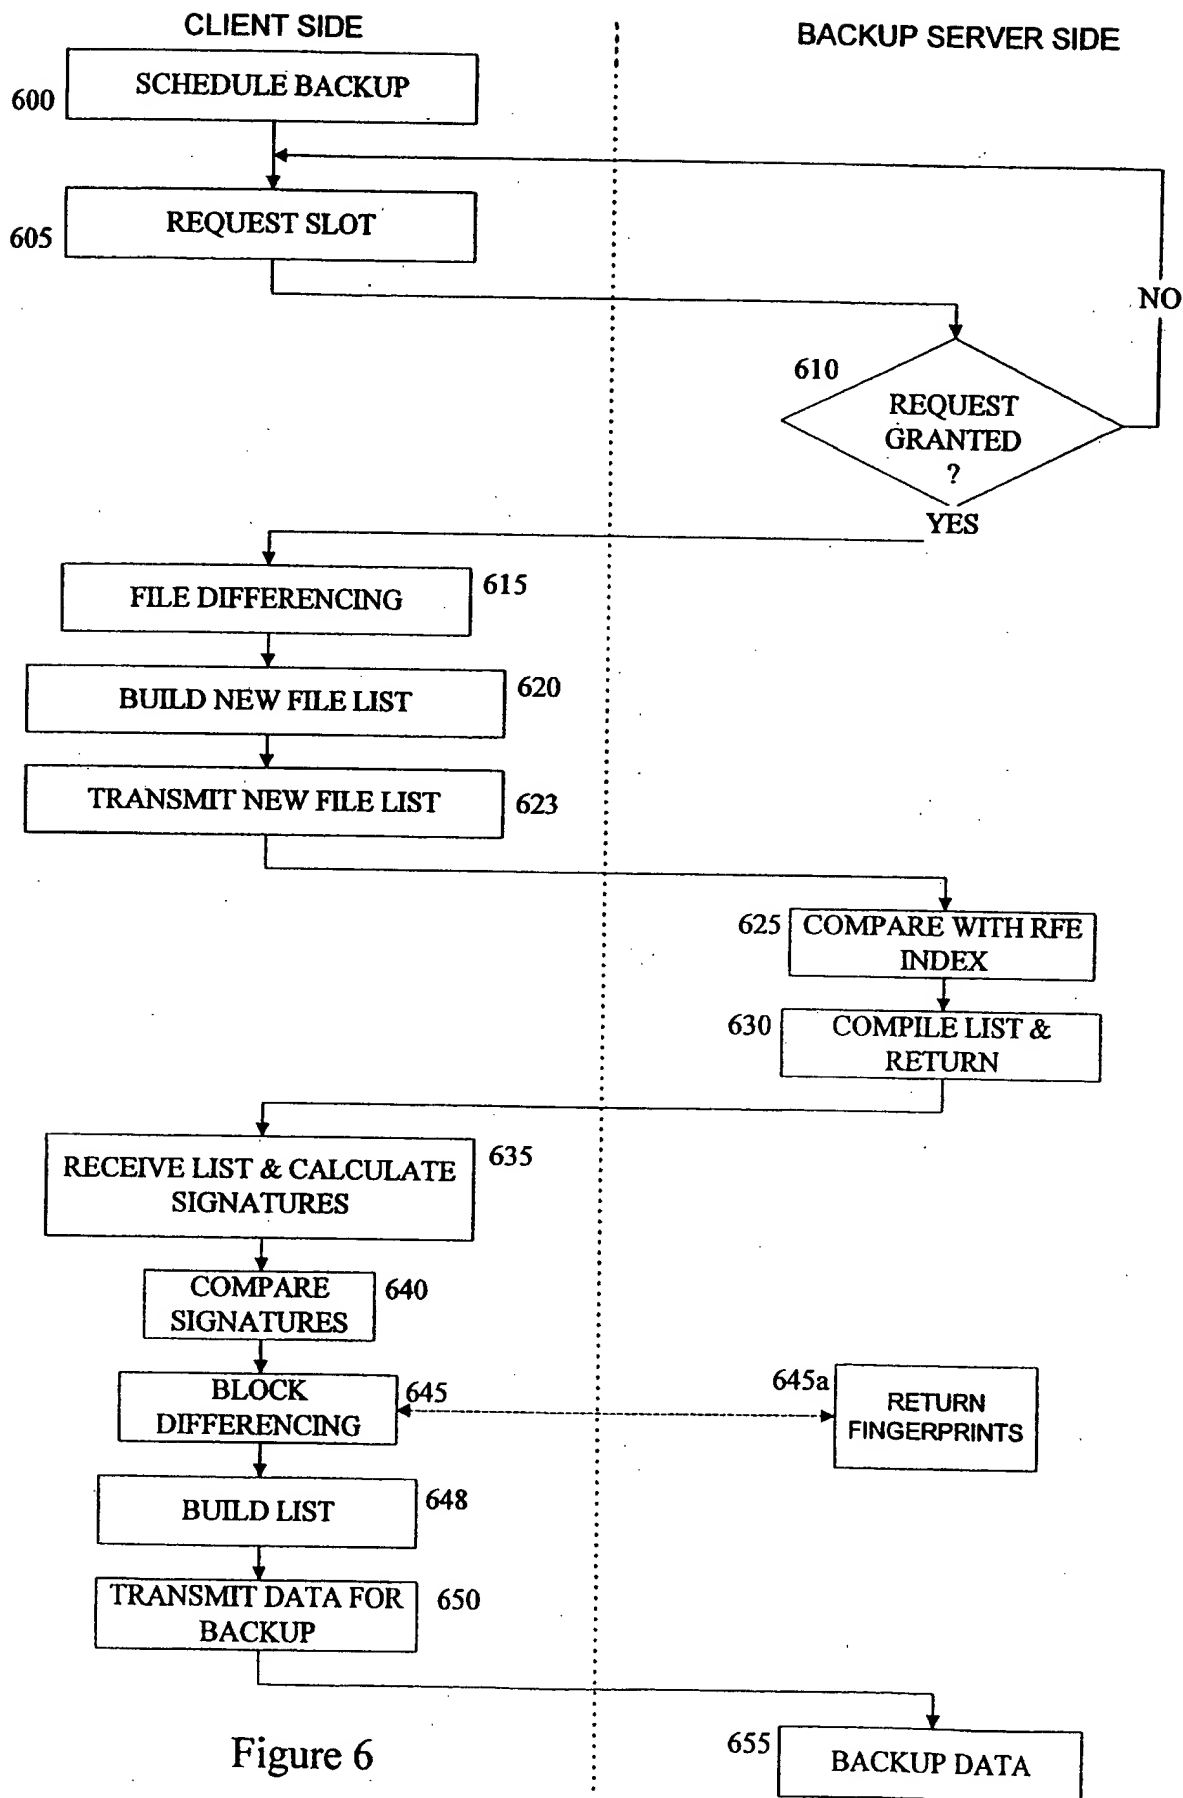 CLIENT SIDE
BACKUP SERVER SIDE
SCHEDULE BACKUP
600
REQUEST SLOT
605
NO
610
REQUEST
GRANTED
?
YES
FILE DIFFERENCING
615
BUILD NEW FILE LIST
620
TRANSMIT NEW FILE LIST
623
625
COMPARE WITH RFE
INDEX
630
COMPILE LIST &
RETURN
RECEIVE LIST & CALCULATE
SIGNATURES
635
COMPARE
SIGNATURES
640
BLOCK
DIFFERENCING
645
645a
RETURN
FINGERPRINTS
BUILD LIST
648
TRANSMIT DATA FOR
BACKUP
650
655
BACKUP DATA
Figure 6